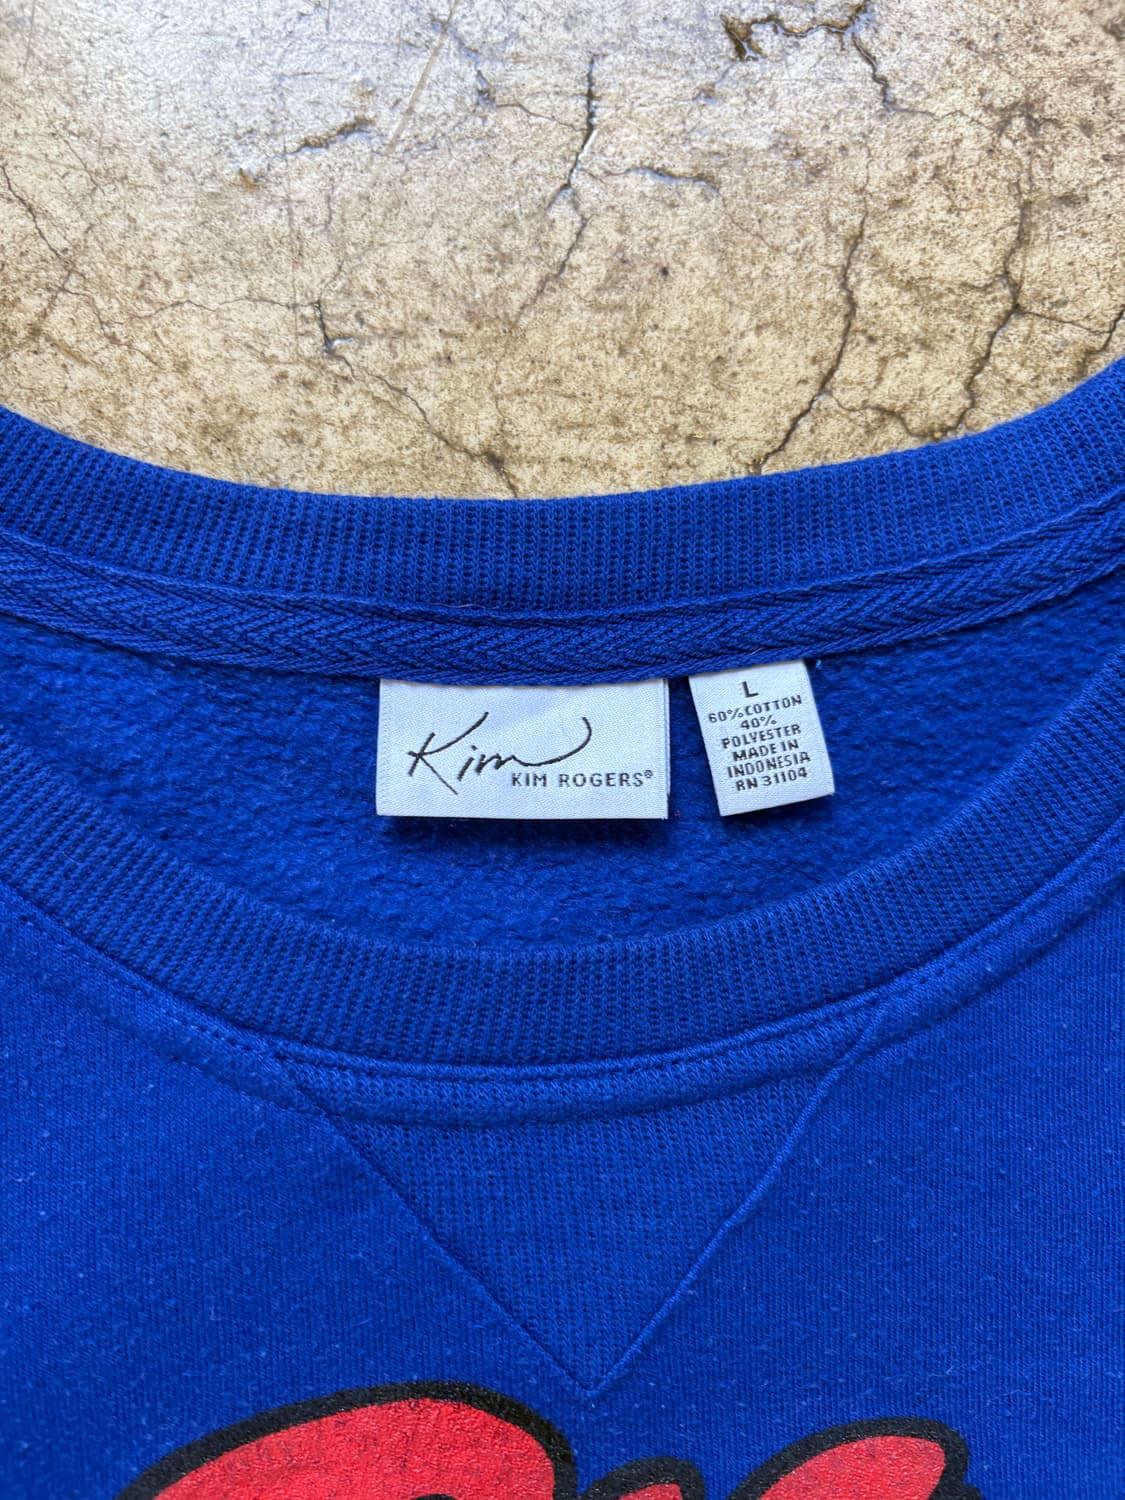 Kim
KIM ROGERS®
L
60% COTTON
40%
POLYESTER
MADE IN
INDONESIA
RN 31104